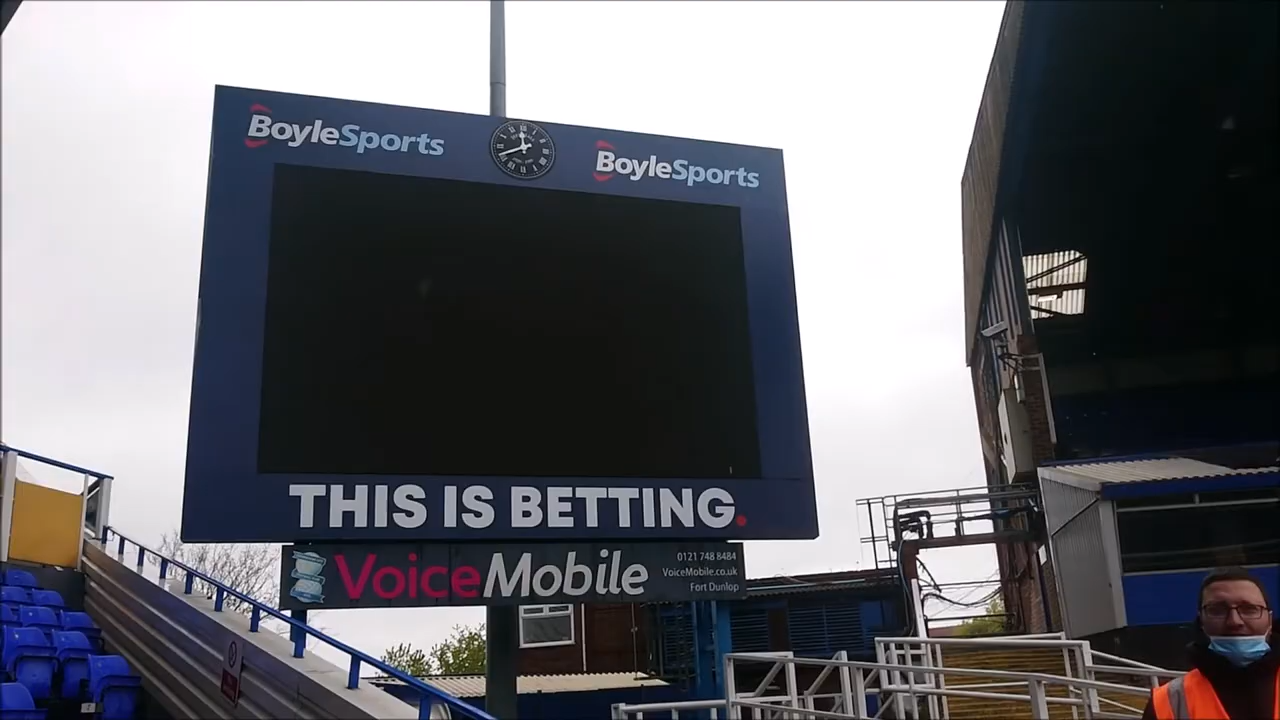 BoyleSports
BoyleSports
THIS IS BETTING.
VoiceMobile
0121 748 8484
VoiceMobile.co.uk
Fort Dunlop